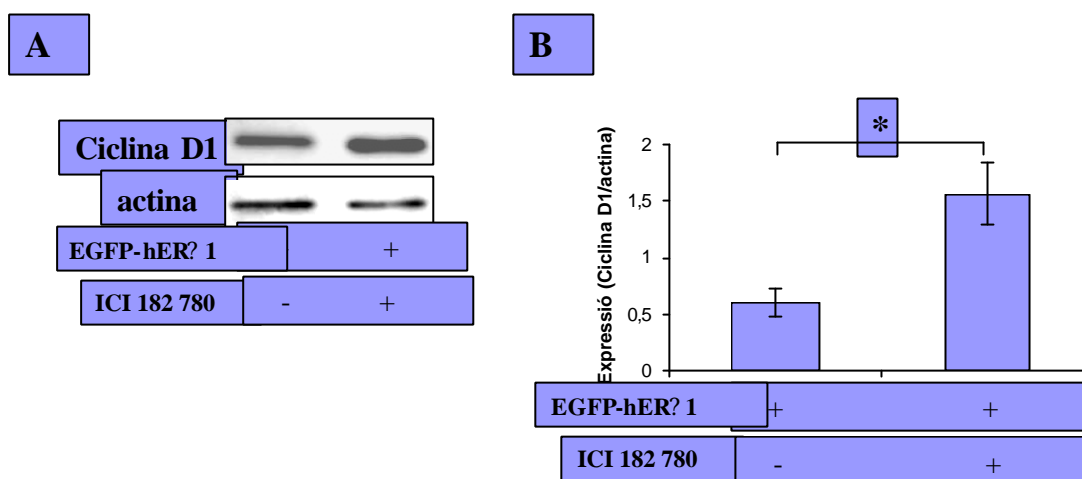 A
Ciclina D1
actina
EGFP-hER? 1 +
ICI 182 780 - +
B
*
Expressió (Ciclina D1/actina)
2
1,5
1
0,5
0
EGFP-hER? 1 + +
ICI 182 780 - +